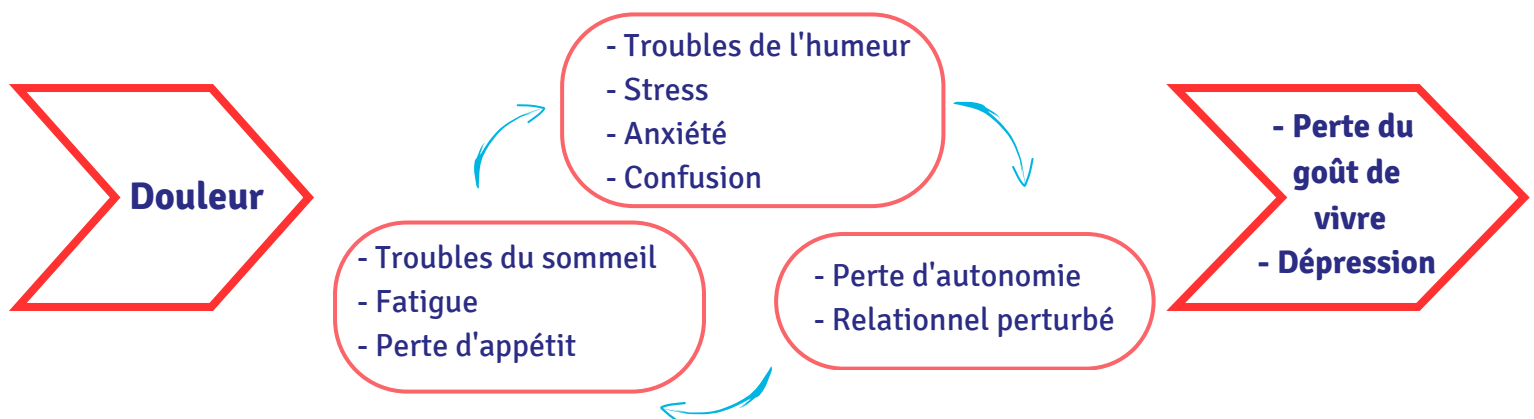 Douleur
- Troubles de l'humeur
- Stress
- Anxiété
- Confusion
- Troubles du sommeil
- Fatigue
- Perte d'appétit
- Perte d'autonomie
- Relationnel perturbé
- Perte du
goût de
vivre
- Dépression